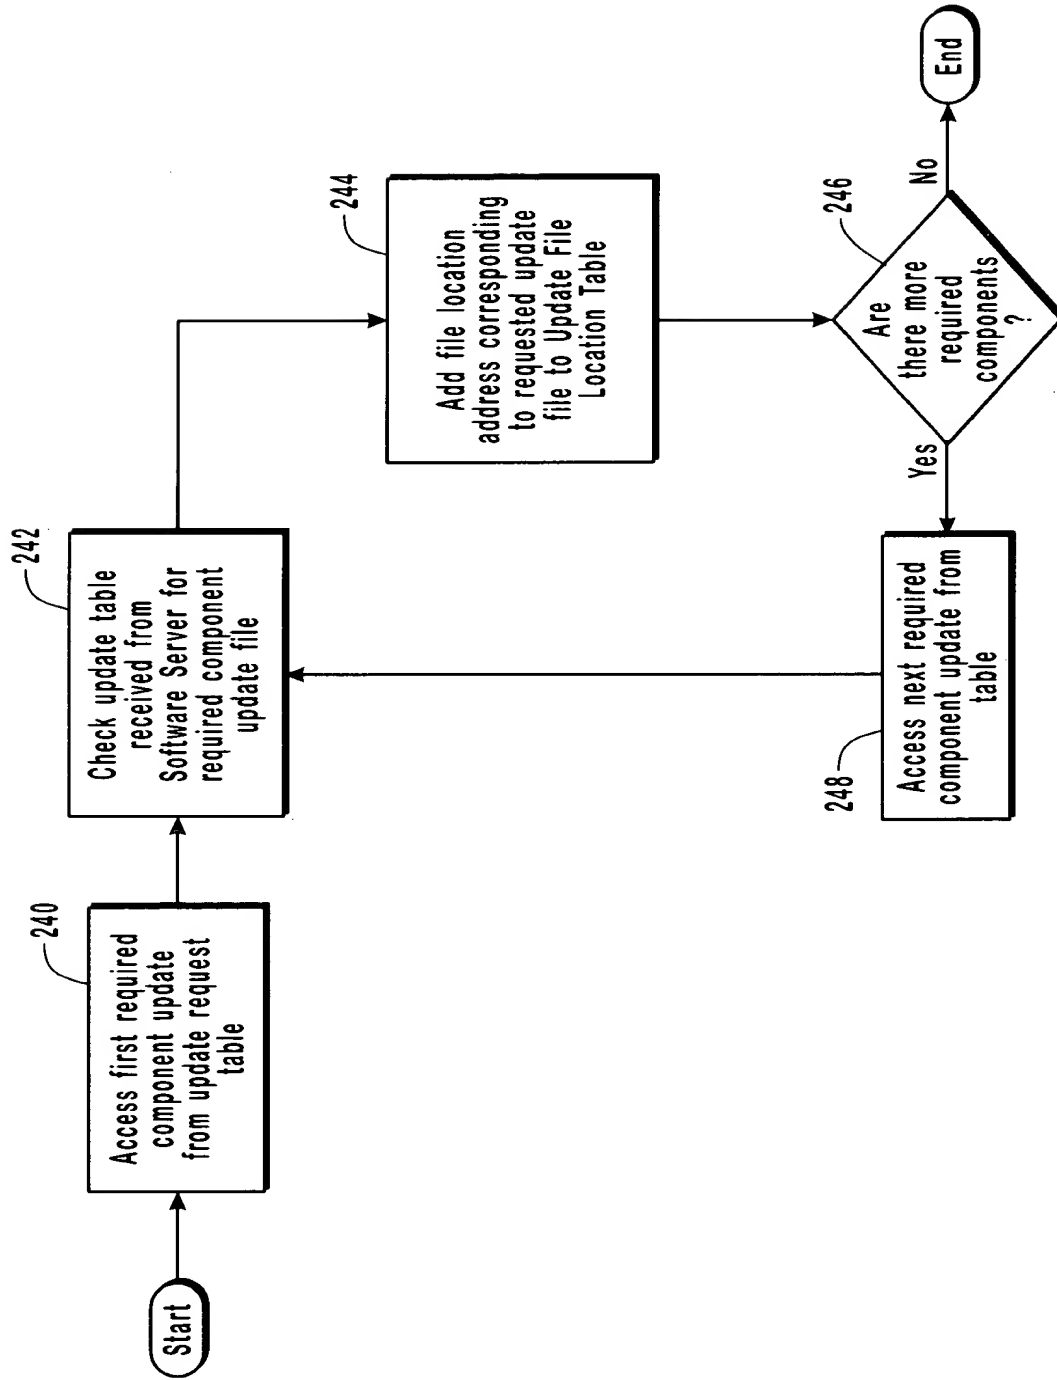 Start
240
Access first required
component update
from update request
table
242
Check update table
received from
Software Server for
required component
update file
244
Add file location
address corresponding
to requested update
file to Update File
Location Table
246
Are
there more
required
components
?
Yes
No
End
248
Access next required
component update from
table